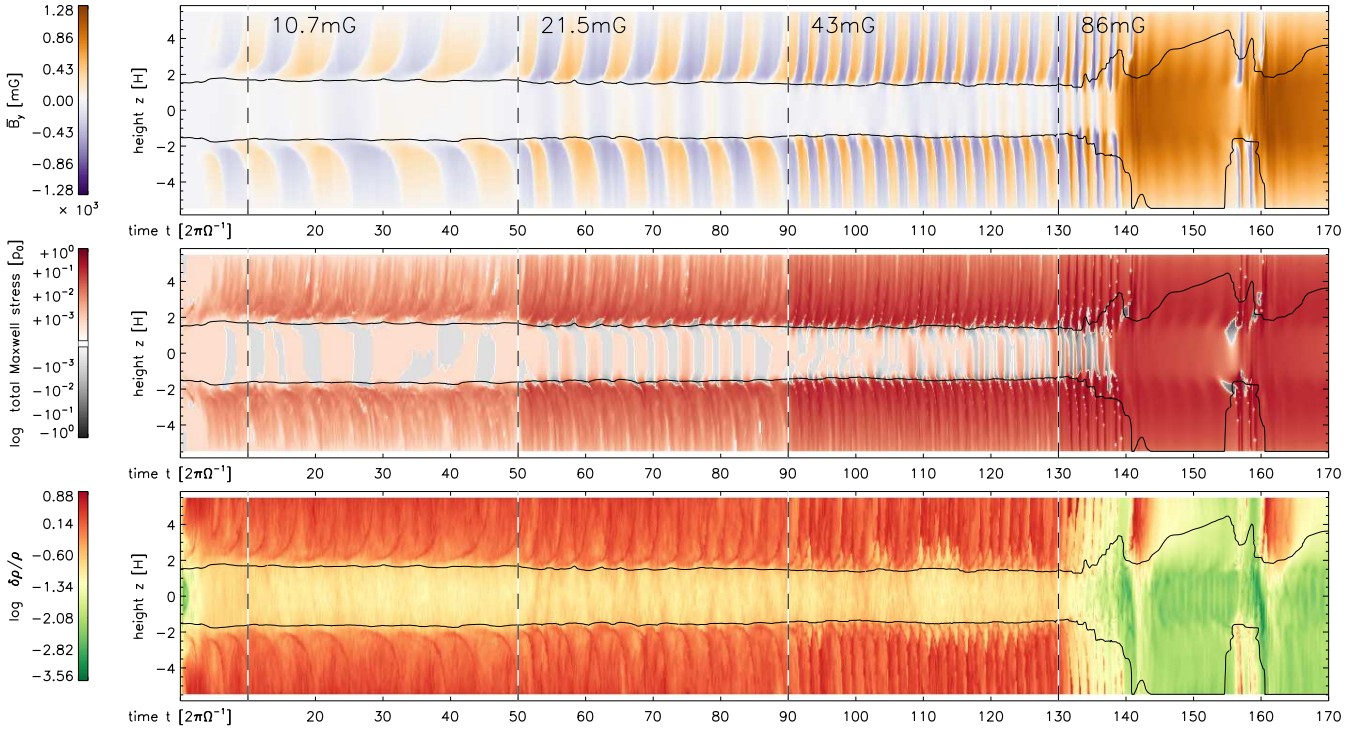 1.28
0.86
0.43
0.00
−0.43
−0.86
−1.28
× 10³
B̄y [mG]
height z [H]
4
2
0
−2
−4
10.7mG
21.5mG
43mG
86mG
time t [2πΩ⁻¹]
20 30 40 50 60 70 80 90 100 110 120 130 140 150 160 170
log total Maxwell stress [p₀]
+10⁰
+10⁻¹
+10⁻²
+10⁻³
−10⁻³
−10⁻²
−10⁻¹
−10⁰
height z [H]
4
2
0
−2
−4
time t [2πΩ⁻¹]
20 30 40 50 60 70 80 90 100 110 120 130 140 150 160 170
log δρ/ρ
0.88
0.14
−0.60
−1.34
−2.08
−2.82
−3.56
height z [H]
4
2
0
−2
−4
time t [2πΩ⁻¹]
20 30 40 50 60 70 80 90 100 110 120 130 140 150 160 170